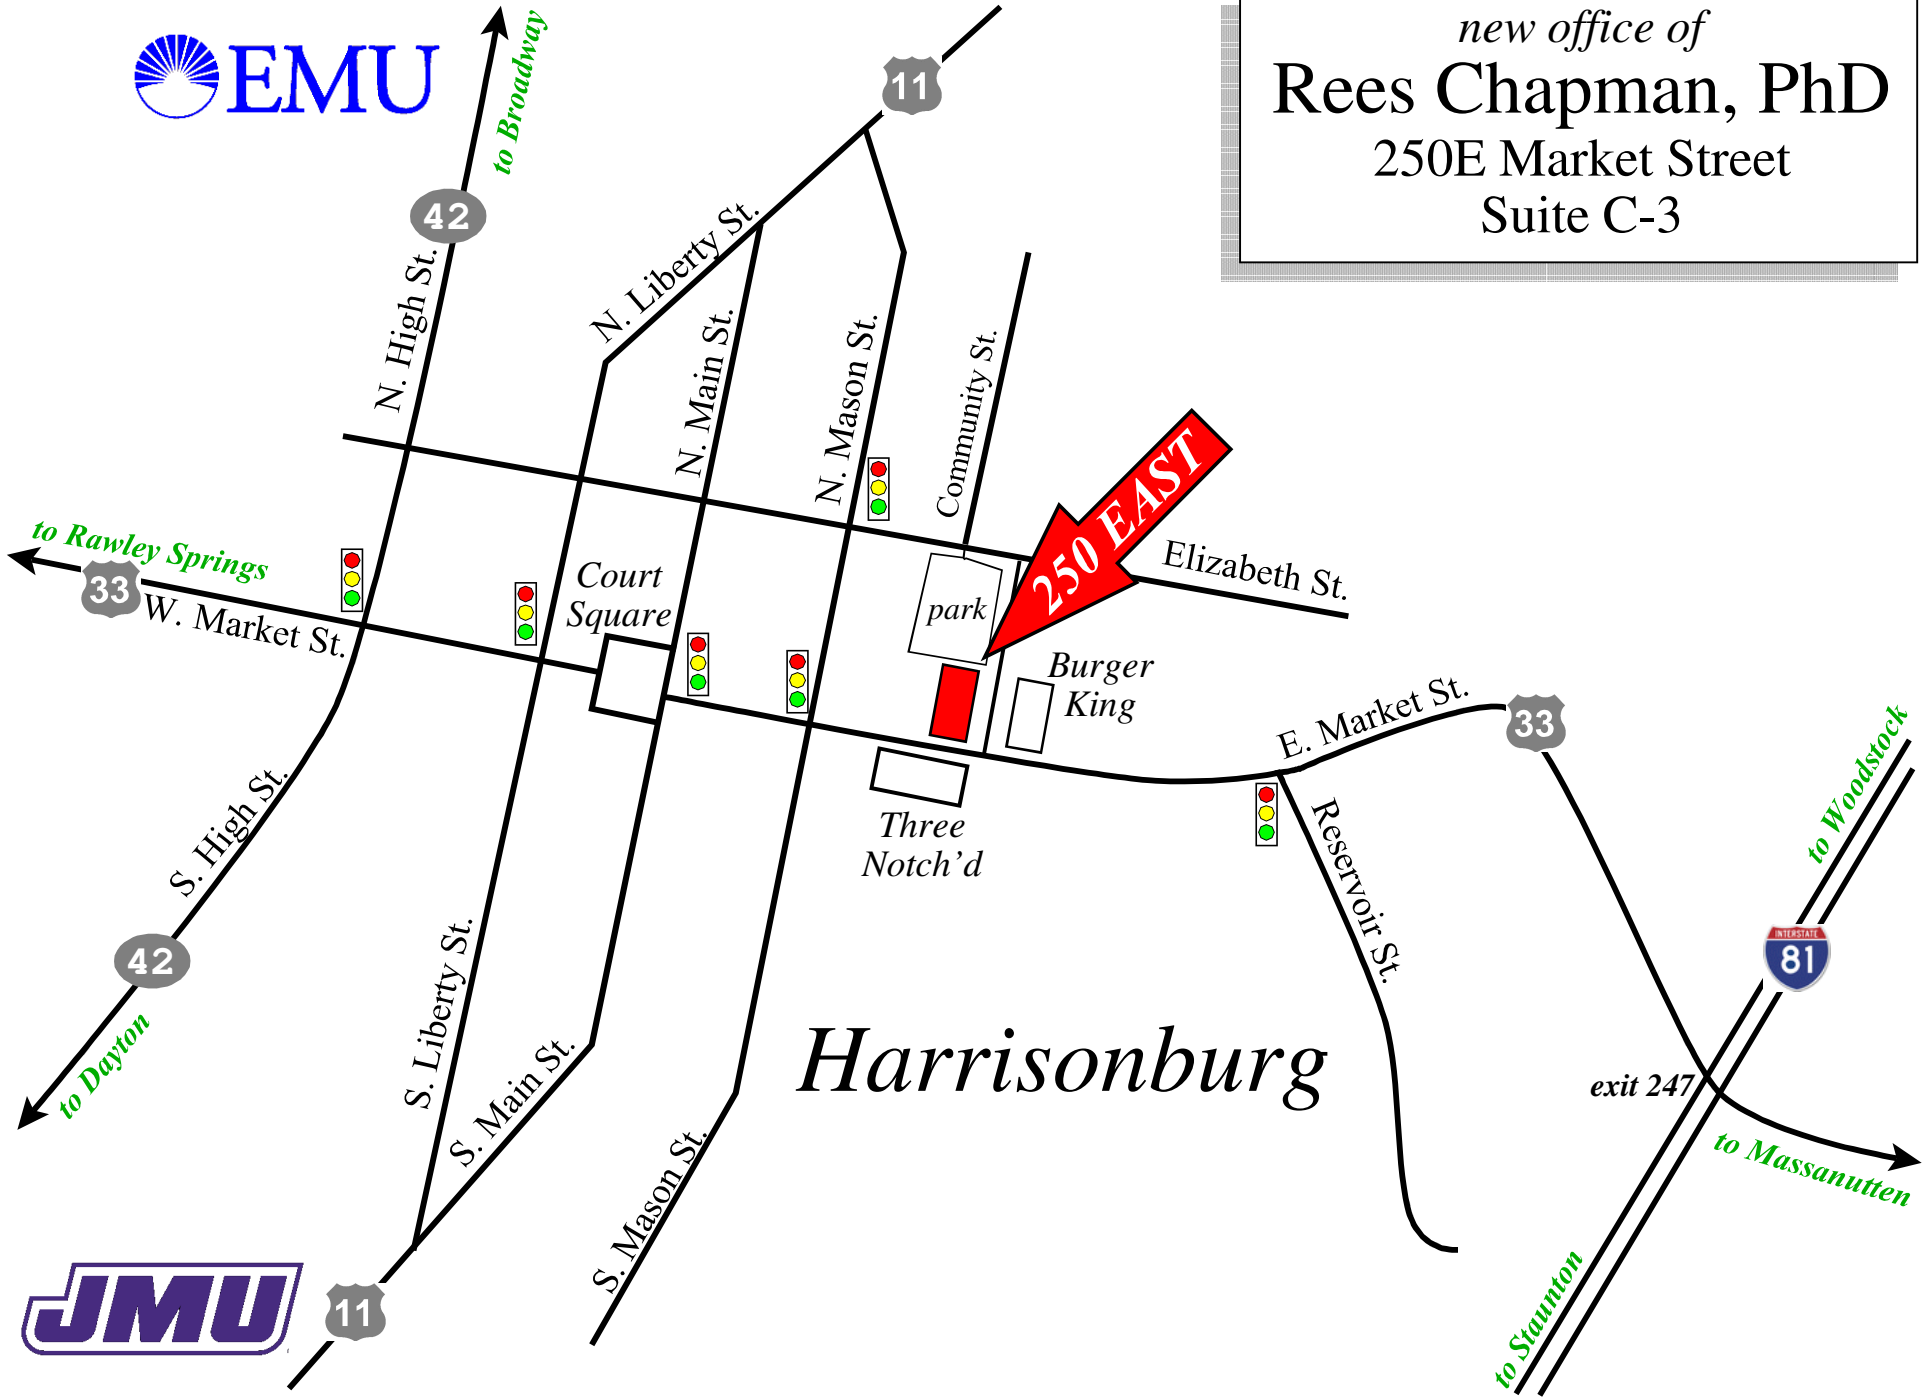 EMU
to Broadway
11
new office of
Rees Chapman, PhD
250E Market Street
Suite C-3
42
N. High St.
N. Liberty St.
N. Main St.
N. Mason St.
Community St.
250 EAST
Elizabeth St.
to Rawley Springs
33
W. Market St.
Court
Square
park
Burger
King
E. Market St.
33
to Woodstock
S. High St.
Three
Notch'd
Reservoir St.
42
to Dayton
S. Liberty St.
S. Main St.
S. Mason St.
Harrisonburg
INTERSTATE
81
exit 247
to Massanutten
to Staunton
JMU
11